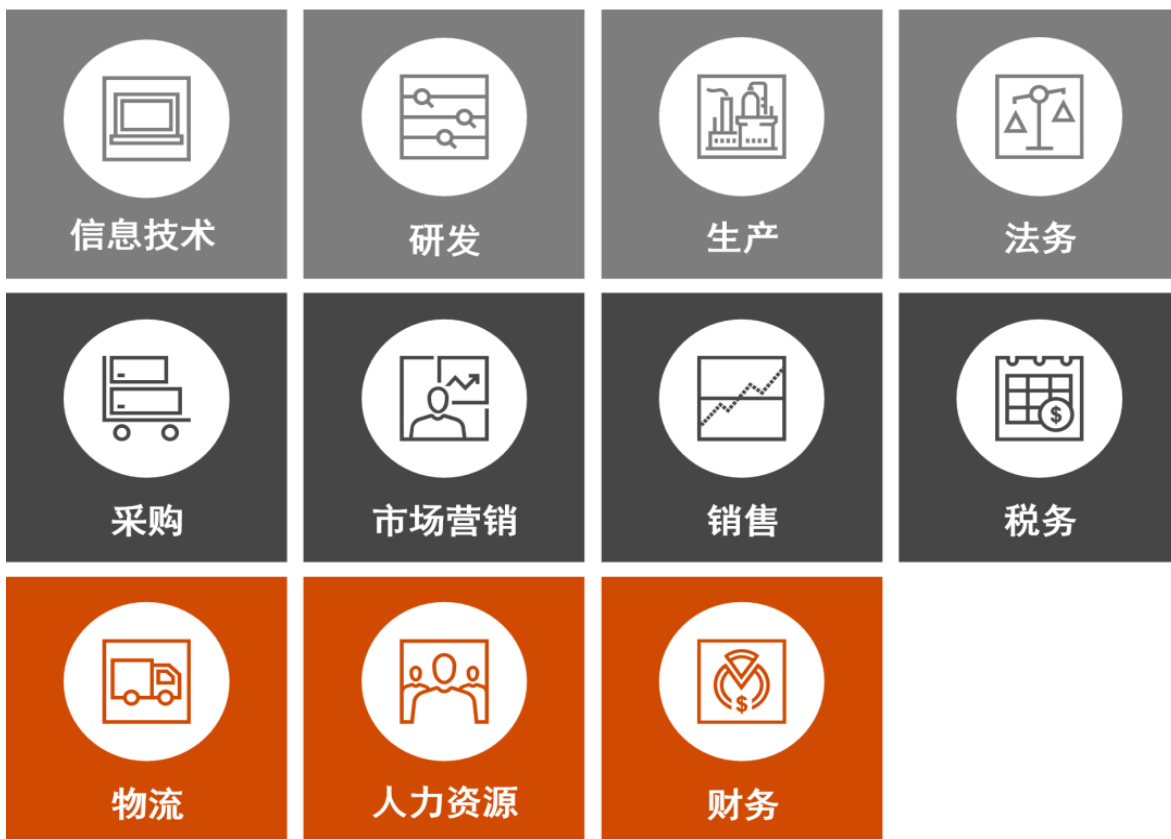 信息技术
研发
生产
法务
采购
市场营销
销售
税务
$
物流
人力资源
财务
$